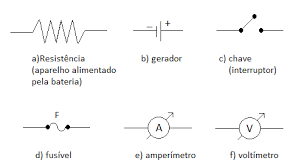 − +
a)Resistência
(aparelho alimentado
pela bateria)
b) gerador
c) chave
(interruptor)
F
A
V
d) fusível
e) amperímetro
f) voltímetro